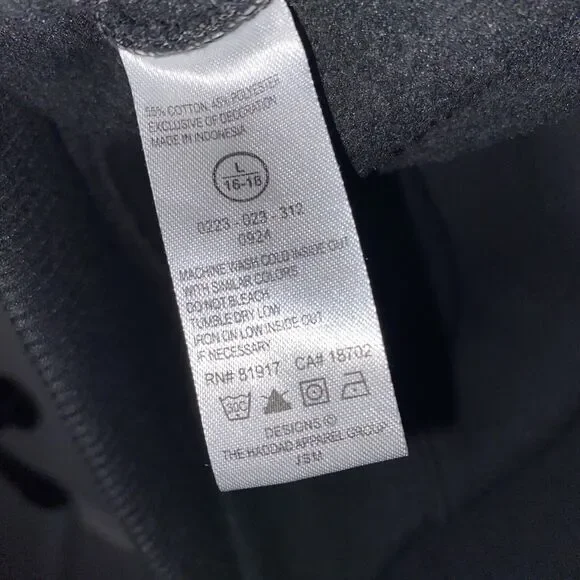 55% COTTON, 45% POLYESTER
EXCLUSIVE OF DECORATION
MADE IN INDONESIA
L
16-18
0223 - 023 - 312
0924
MACHINE WASH COLD INSIDE OUT
WITH SIMILAR COLORS
DO NOT BLEACH
TUMBLE DRY LOW
IRON ON LOW INSIDE OUT
IF NECESSARY
RN# 81917 CA# 18702
30C
DESIGNS ©
THE HADDAD APPAREL GROUP
JSM